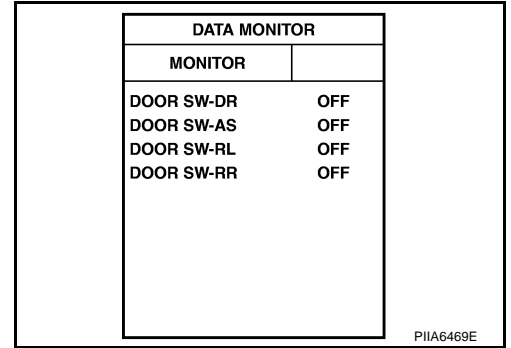 DATA MONITOR
MONITOR
DOOR SW-DR OFF
DOOR SW-AS OFF
DOOR SW-RL OFF
DOOR SW-RR OFF
PIIA6469E